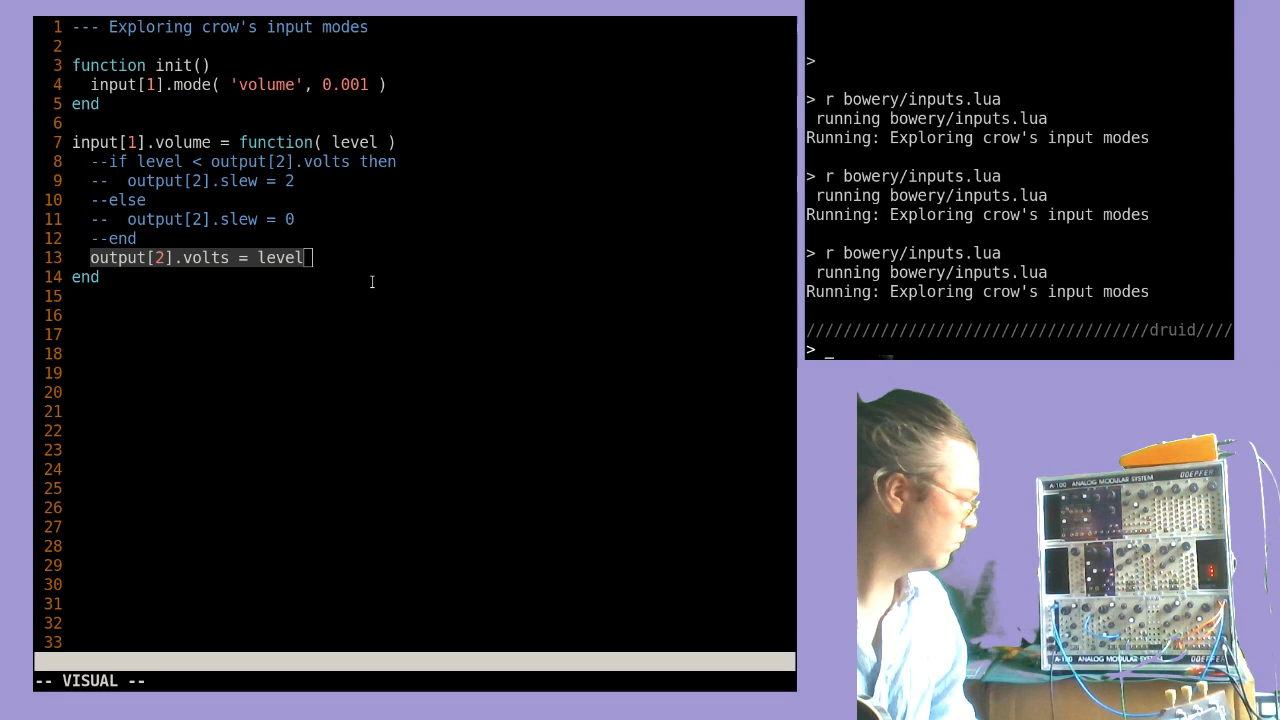 1 --- Exploring crow's input modes
2
3 function init()
4   input[1].mode( 'volume', 0.001 )
5 end
6
7 input[1].volume = function( level )
8   --if level < output[2].volts then
9   --  output[2].slew = 2
10   --else
11   --  output[2].slew = 0
12   --end
13   output[2].volts = level
14 end
15
16
17
18
19
20
21
22
23
24
25
26
27
28
29
30
31
32
33
-- VISUAL --
>
> r bowery/inputs.lua
running bowery/inputs.lua
Running: Exploring crow's input modes
> r bowery/inputs.lua
running bowery/inputs.lua
Running: Exploring crow's input modes
> r bowery/inputs.lua
running bowery/inputs.lua
Running: Exploring crow's input modes
/////////////////////////////////////druid////
> _
A-100 ANALOG MODULAR SYSTEM DOEPFER
A-100 ANALOG MODULAR SYSTEM DOEPFER